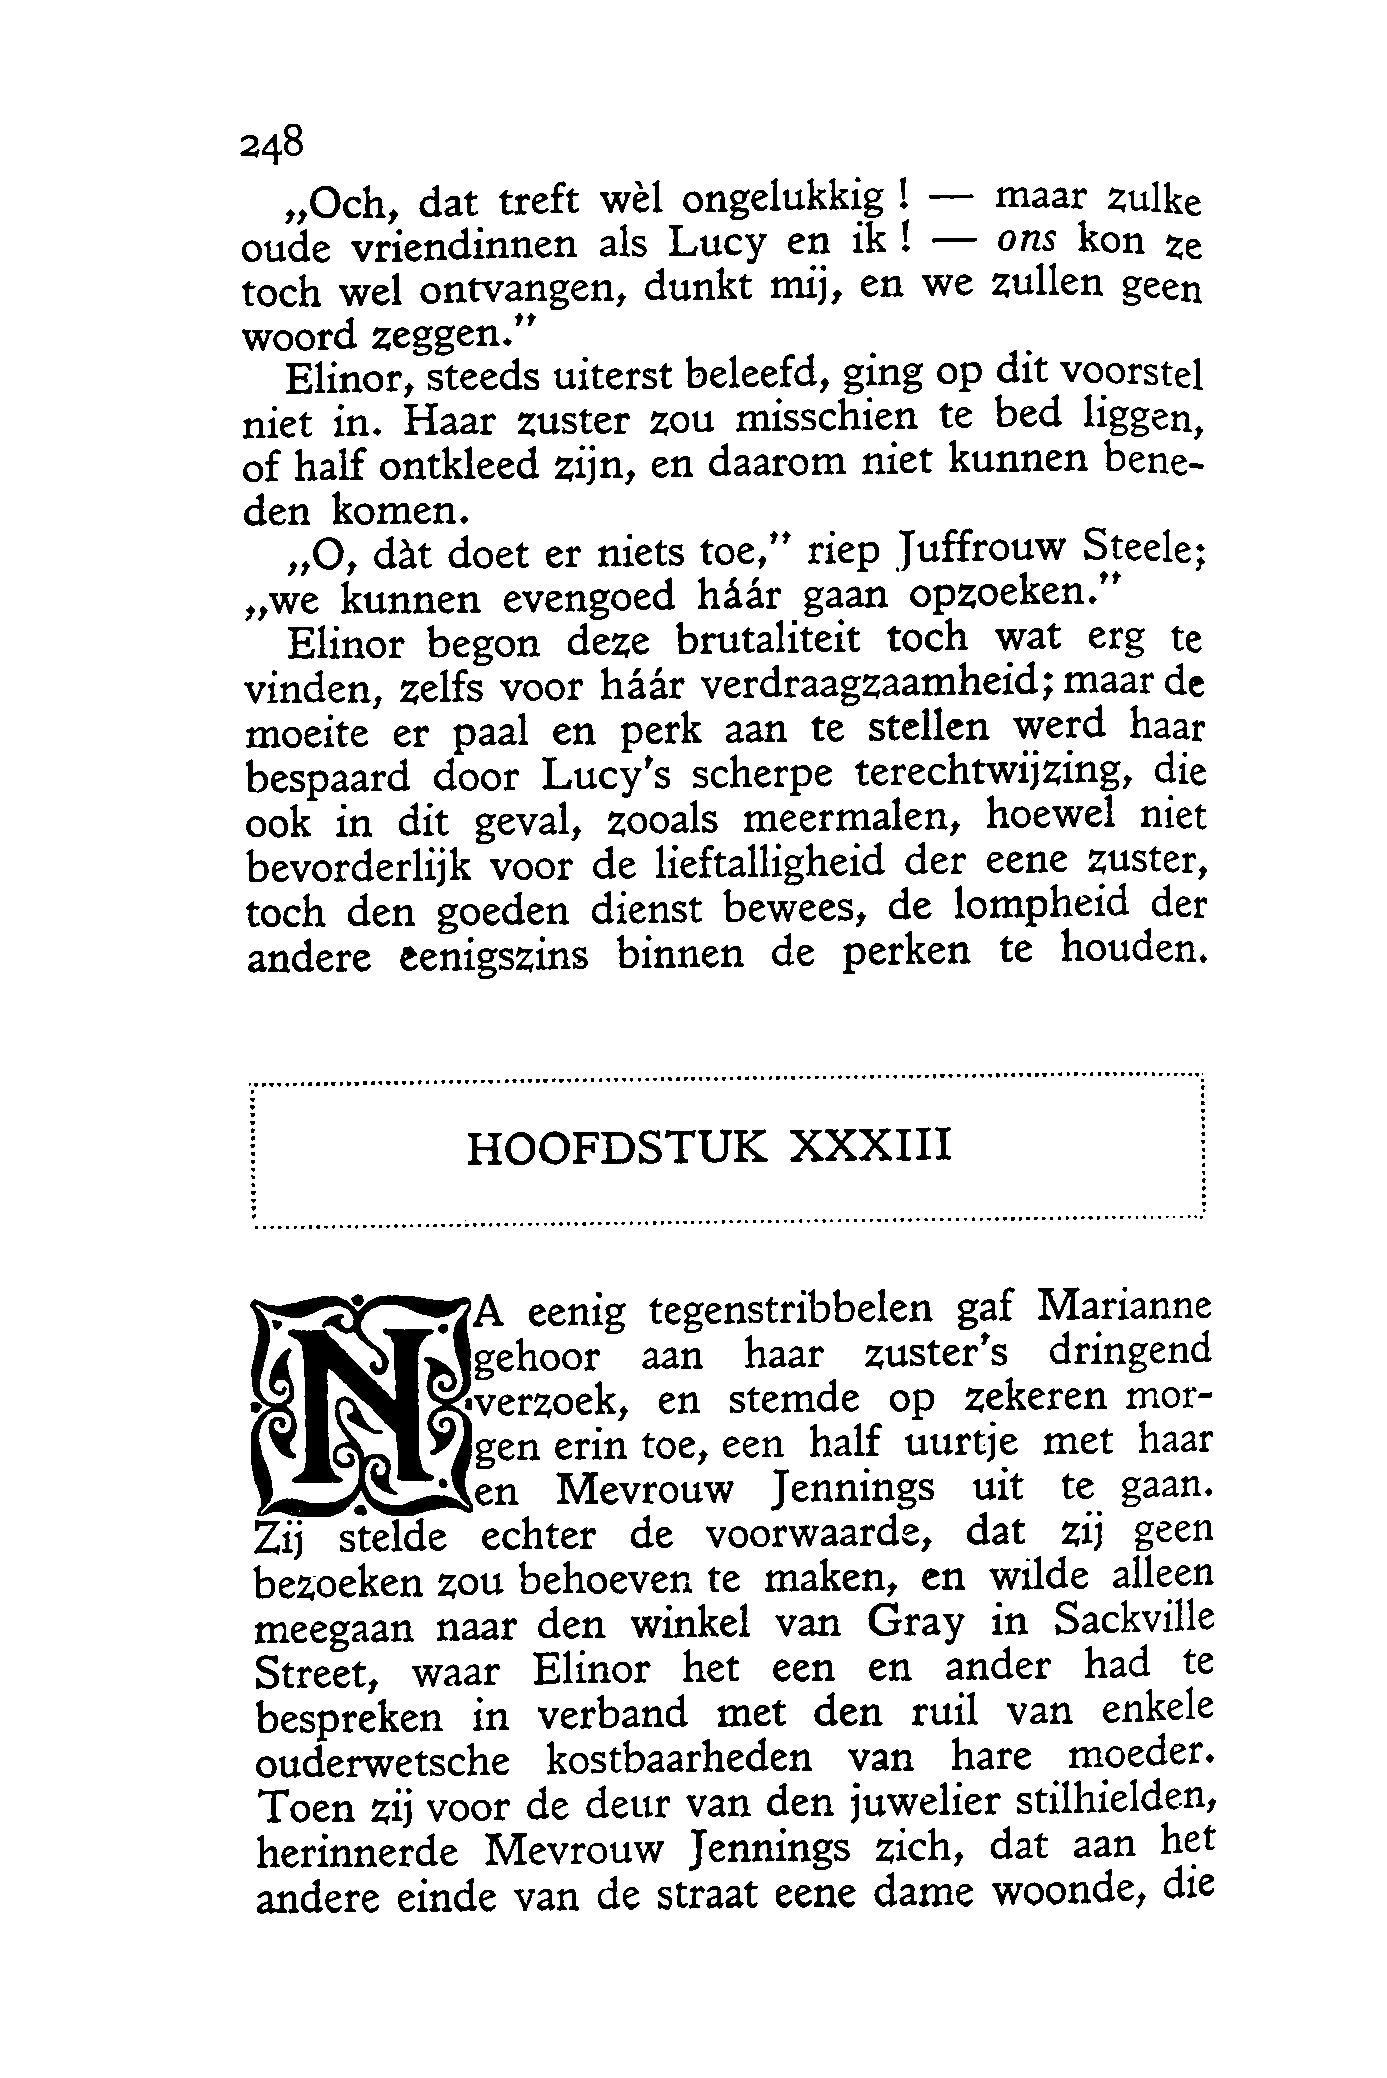 248
„Och, dat treft wèl ongelukkig ! — maar zulke
oude vriendinnen als Lucy en ik ! — ons kon ze
toch wel ontvangen, dunkt mij, en we zullen geen
woord zeggen.”
Elinor, steeds uiterst beleefd, ging op dit voorstel
niet in. Haar zuster zou misschien te bed liggen,
of half ontkleed zijn, en daarom niet kunnen bene-
den komen.
„O, dàt doet er niets toe,” riep Juffrouw Steele;
„we kunnen evengoed háár gaan opzoeken.”
Elinor begon deze brutaliteit toch wat erg te
vinden, zelfs voor háár verdraagzaamheid; maar de
moeite er paal en perk aan te stellen werd haar
bespaard door Lucy's scherpe terechtwijzing, die
ook in dit geval, zooals meermalen, hoewel niet
bevorderlijk voor de lieftalligheid der eene zuster,
toch den goeden dienst bewees, de lompheid der
andere eenigszins binnen de perken te houden.
HOOFDSTUK XXXIII
NA eenig tegenstribbelen gaf Marianne
gehoor aan haar zuster's dringend
verzoek, en stemde op zekeren mor-
gen erin toe, een half uurtje met haar
en Mevrouw Jennings uit te gaan.
Zij stelde echter de voorwaarde, dat zij geen
bezoeken zou behoeven te maken, en wilde alleen
meegaan naar den winkel van Gray in Sackville
Street, waar Elinor het een en ander had te
bespreken in verband met den ruil van enkele
ouderwetsche kostbaarheden van hare moeder.
Toen zij voor de deur van den juwelier stilhielden,
herinnerde Mevrouw Jennings zich, dat aan het
andere einde van de straat eene dame woonde, die